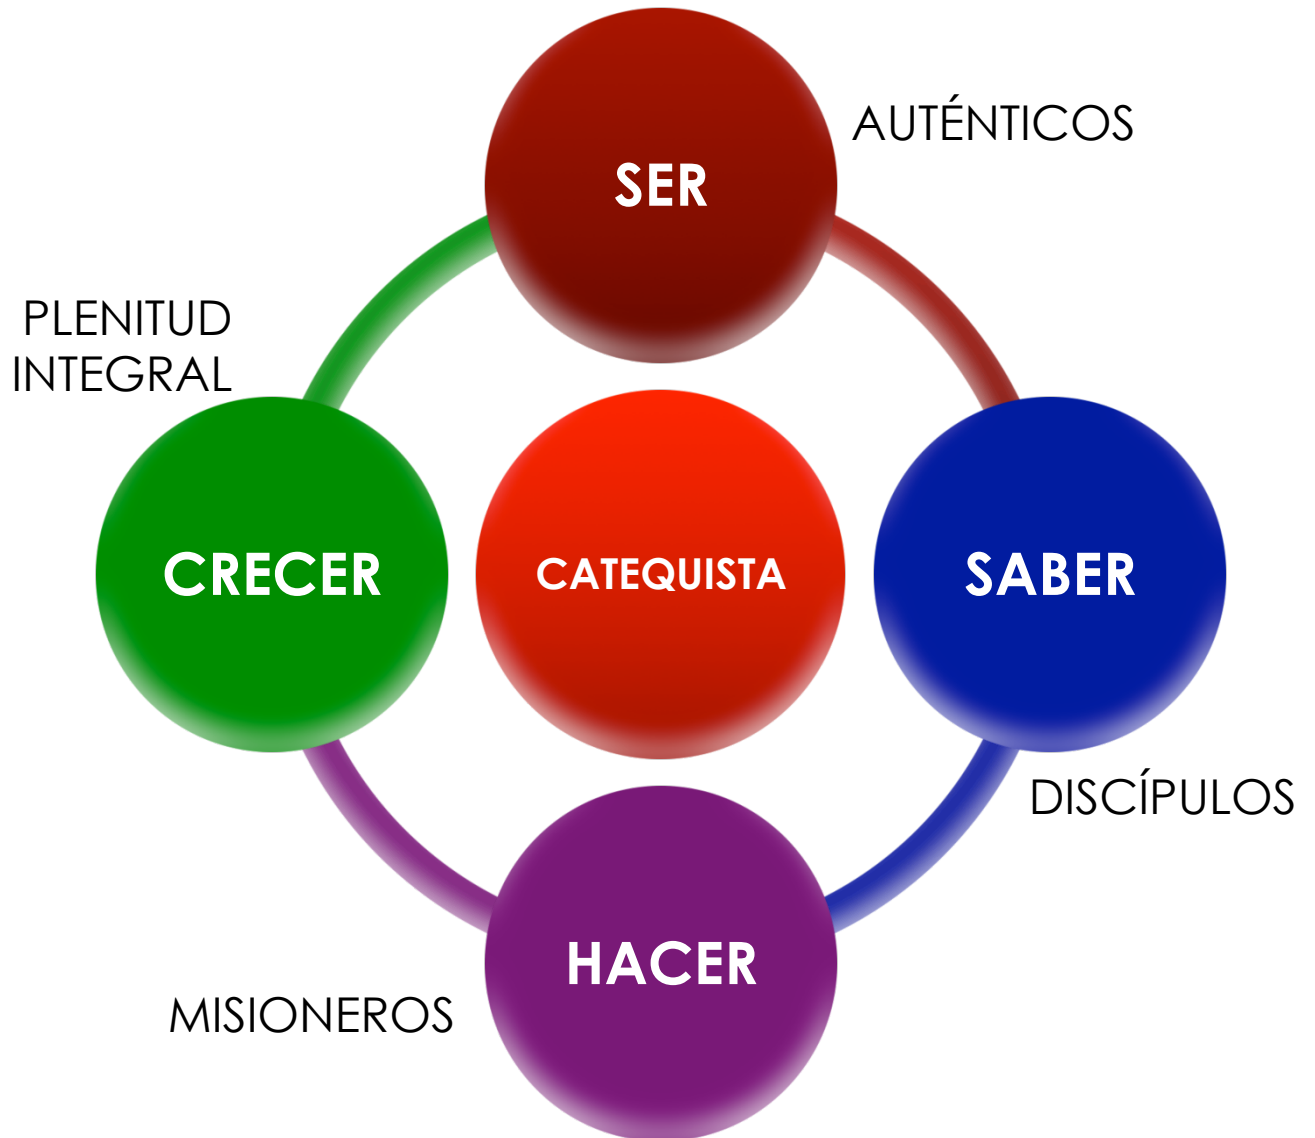 AUTÉNTICOS
SER
PLENITUD
INTEGRAL
CRECER
CATEQUISTA
SABER
DISCÍPULOS
HACER
MISIONEROS